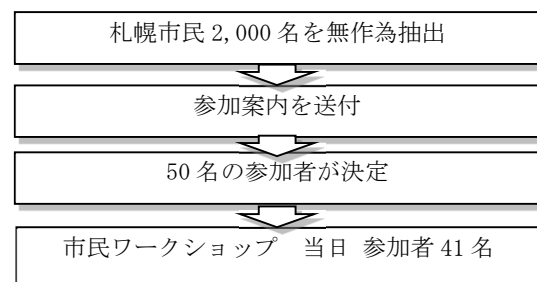 札幌市民 2,000 名を無作為抽出
参加案内を送付
50 名の参加者が決定
市民ワークショップ　当日 参加者 41 名